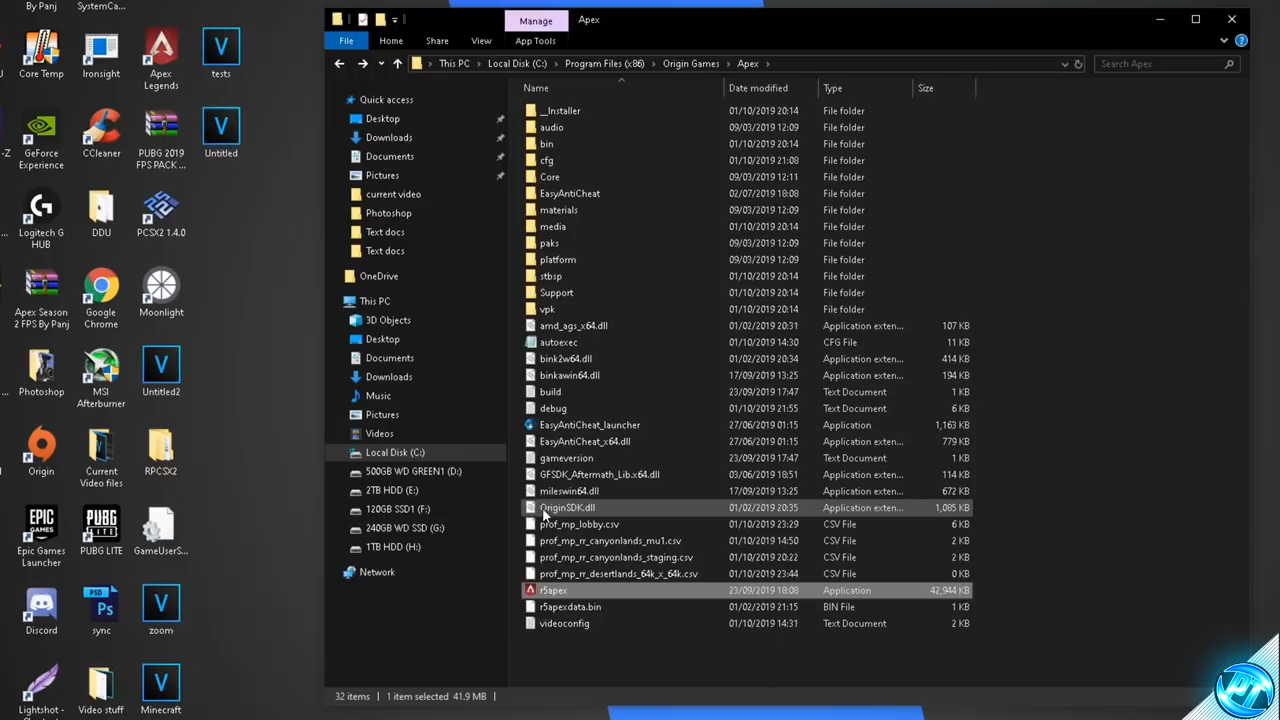 By Panj
SystemCa...
Core Temp
Ironsight
Apex
Legends
tests
-Z
GeForce
Experience
CCleaner
PUBG 2019
FPS PACK ...
Untitled
Logitech G
HUB
DDU
PCSX2 1.4.0
Apex Season
2 FPS By Panj
Google
Chrome
Moonlight
Photoshop
MSI
Afterburner
Untitled2
Origin
Current
Video files
RPCSX2
Epic Games
Launcher
PUBG LITE
GameUserS...
Discord
sync
zoom
Lightshot -
Video stuff
Minecraft
Manage
Apex
File
Home
Share
View
App Tools
This PC > Local Disk (C:) > Program Files (x86) > Origin Games > Apex >
Search Apex
Quick access
Desktop
Downloads
Documents
Pictures
current video
Photoshop
Text docs
Text docs
OneDrive
This PC
3D Objects
Desktop
Documents
Downloads
Music
Pictures
Videos
Local Disk (C:)
500GB WD GREEN1 (D:)
2TB HDD (E:)
120GB SSD1 (F:)
240GB WD SSD (G:)
1TB HDD (H:)
Network
Name Date modified Type Size
__Installer 01/10/2019 20:14 File folder
audio 09/03/2019 12:09 File folder
bin 01/10/2019 20:14 File folder
cfg 01/10/2019 21:08 File folder
Core 09/03/2019 12:11 File folder
EasyAntiCheat 02/07/2019 18:08 File folder
materials 09/03/2019 12:09 File folder
media 01/10/2019 20:14 File folder
paks 09/03/2019 12:09 File folder
platform 09/03/2019 12:09 File folder
stbsp 01/10/2019 20:14 File folder
Support 01/10/2019 20:14 File folder
vpk 01/10/2019 20:14 File folder
amd_ags_x64.dll 01/02/2019 20:31 Application exten... 107 KB
autoexec 01/10/2019 14:30 CFG File 11 KB
bink2w64.dll 01/02/2019 20:34 Application exten... 414 KB
binkawin64.dll 17/09/2019 13:25 Application exten... 194 KB
build 23/09/2019 17:47 Text Document 1 KB
debug 01/10/2019 21:55 Text Document 6 KB
EasyAntiCheat_launcher 27/06/2019 01:15 Application 1,163 KB
EasyAntiCheat_x64.dll 27/06/2019 01:15 Application exten... 779 KB
gameversion 23/09/2019 17:47 Text Document 1 KB
GFSDK_Aftermath_Lib.x64.dll 03/06/2019 18:51 Application exten... 114 KB
mileswin64.dll 17/09/2019 13:25 Application exten... 672 KB
OriginSDK.dll 01/02/2019 20:35 Application exten... 1,085 KB
prof_mp_lobby.csv 01/10/2019 23:29 CSV File 6 KB
prof_mp_rr_canyonlands_mu1.csv 01/10/2019 14:50 CSV File 2 KB
prof_mp_rr_canyonlands_staging.csv 01/10/2019 20:22 CSV File 2 KB
prof_mp_rr_desertlands_64k_x_64k.csv 01/10/2019 23:44 CSV File 0 KB
r5apex 23/09/2019 18:08 Application 42,944 KB
r5apexdata.bin 01/02/2019 21:15 BIN File 1 KB
videoconfig 01/10/2019 14:31 Text Document 2 KB
32 items
1 item selected 41.9 MB